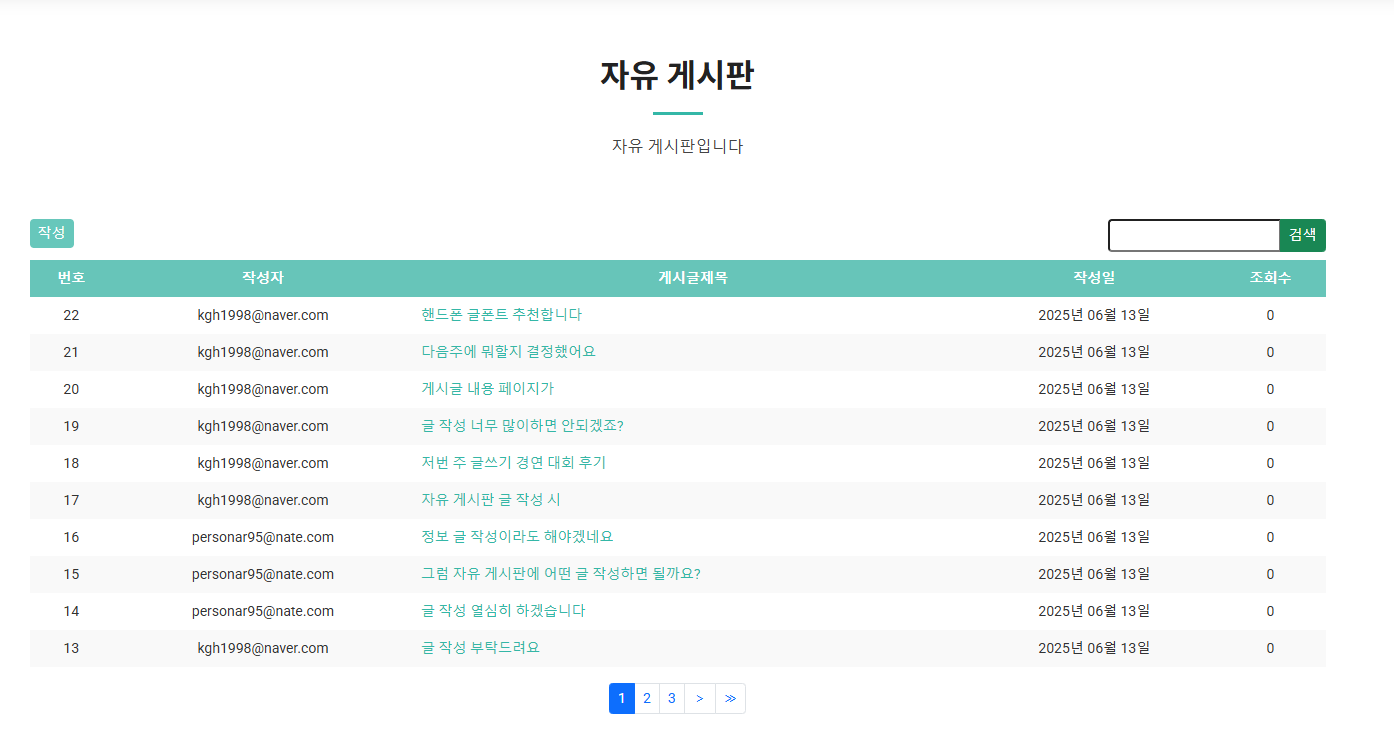 자유 게시판
자유 게시판입니다
작성 검색
번호 작성자 게시글제목 작성일 조회수
22 kgh1998@naver.com 핸드폰 글폰트 추천합니다 2025년 06월 13일 0
21 kgh1998@naver.com 다음주에 뭐할지 결정했어요 2025년 06월 13일 0
20 kgh1998@naver.com 게시글 내용 페이지가 2025년 06월 13일 0
19 kgh1998@naver.com 글 작성 너무 많이하면 안되겠죠? 2025년 06월 13일 0
18 kgh1998@naver.com 저번 주 글쓰기 경연 대회 후기 2025년 06월 13일 0
17 kgh1998@naver.com 자유 게시판 글 작성 시 2025년 06월 13일 0
16 personar95@nate.com 정보 글 작성이라도 해야겠네요 2025년 06월 13일 0
15 personar95@nate.com 그럼 자유 게시판에 어떤 글 작성하면 될까요? 2025년 06월 13일 0
14 personar95@nate.com 글 작성 열심히 하겠습니다 2025년 06월 13일 0
13 kgh1998@naver.com 글 작성 부탁드려요 2025년 06월 13일 0
1 2 3 > ≫